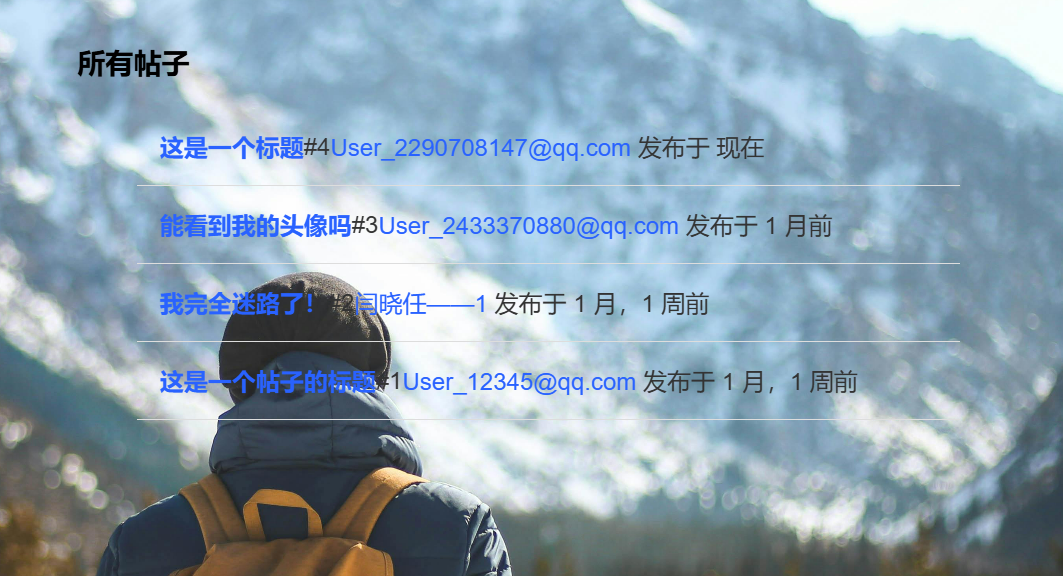 所有帖子
这是一个标题#4User_2290708147@qq.com 发布于 现在
能看到我的头像吗#3User_2433370880@qq.com 发布于 1 月前
我完全迷路了！#2闫晓任——1 发布于 1 月，1 周前
这是一个帖子的标题#1User_12345@qq.com 发布于 1 月，1 周前